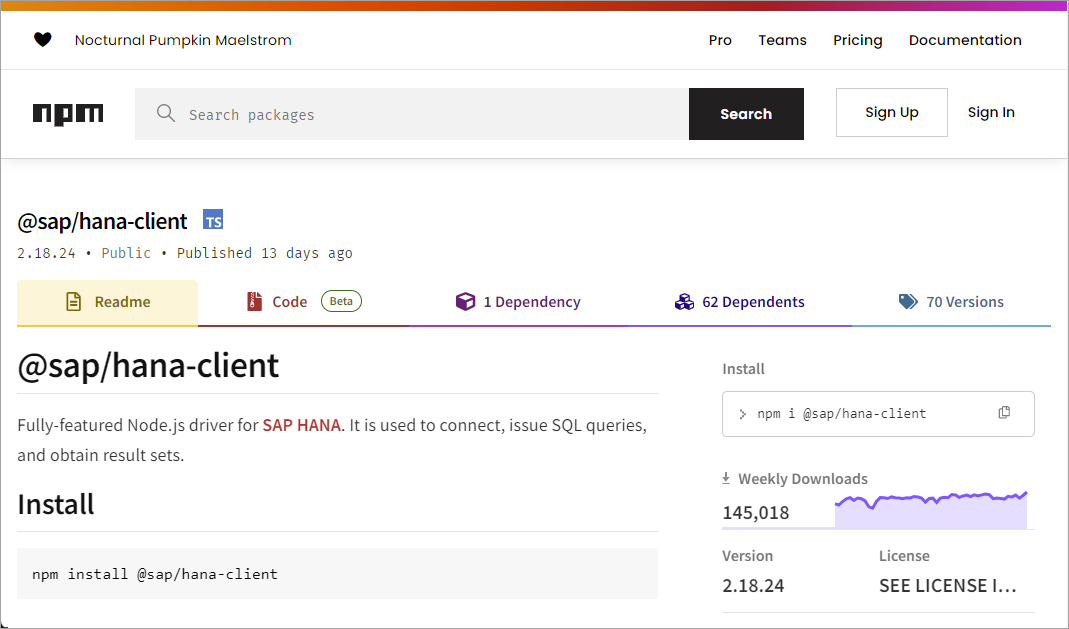 Nocturnal Pumpkin Maelstrom
Pro Teams Pricing Documentation
npm
Search packages
Search
Sign Up
Sign In
@sap/hana-client TS
2.18.24 • Public • Published 13 days ago
Readme
Code Beta
1 Dependency
62 Dependents
70 Versions
@sap/hana-client
Fully-featured Node.js driver for SAP HANA. It is used to connect, issue SQL queries,
and obtain result sets.
Install
npm install @sap/hana-client
Install
> npm i @sap/hana-client
Weekly Downloads
145,018
Version
2.18.24
License
SEE LICENSE I…